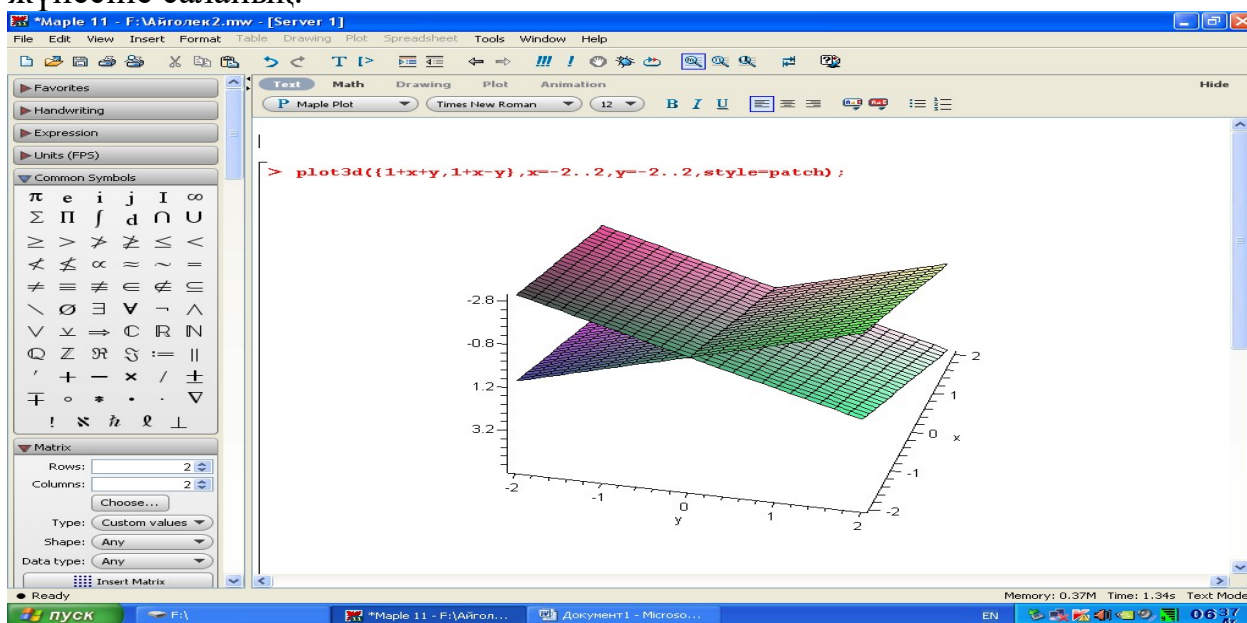 жүйесіне саламыз.
*Maple 11 - F:\Айголек2.mw - [Server 1]
File Edit View Insert Format Table Drawing Plot Spreadsheet Tools Window Help
Text Math Drawing Plot Animation Hide
P Maple Plot Times New Roman 12 B I U
Favorites
Handwriting
Expression
Units (FPS)
Common Symbols
π e i j I ∞
Σ Π ∫ d ∩ ∪
≥ > ≯ ≱ ≤ <
≮ ≰ ∝ ≈ ~ =
≠ ≡ ≢ ∈ ∉ ⊆
\ Ø ∃ ∀ ¬ ∧
∨ ⊻ ⇒ ℂ ℝ ℕ
ℚ ℤ ℜ ℑ := ||
′ + − × / ±
∓ ∘ * • · ∇
! ℵ ℏ ℓ ⊥
Matrix
Rows: 2
Columns: 2
Choose...
Type: Custom values
Shape: Any
Data type: Any
Insert Matrix
> plot3d({1+x+y,1+x-y},x=-2..2,y=-2..2,style=patch);
-2.8
-0.8
1.2
3.2
-2 -1 0 1 2
y
-2 -1 0 1 2
x
Ready Memory: 0.37M Time: 1.34s Text Mode
пуск F:\ *Maple 11 - F:\Айгол... Документ1 - Microso... EN 06:37